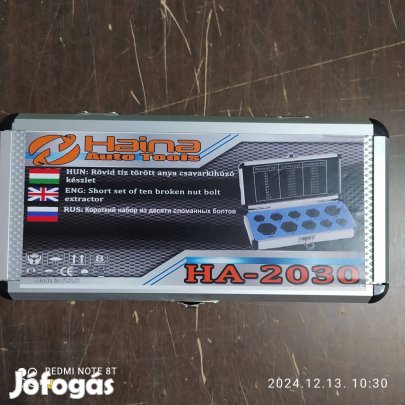 Haina
Auto Tools
HUN: Rövid tíz törött anya csavarkihúzó
készlet
ENG: Short set of ten broken nut bolt
extractor
RUS: Короткий набор из десяти сломанных болтов
HA-2030
REDMI NOTE 8T
2024.12.13. 10:30
Jófogás